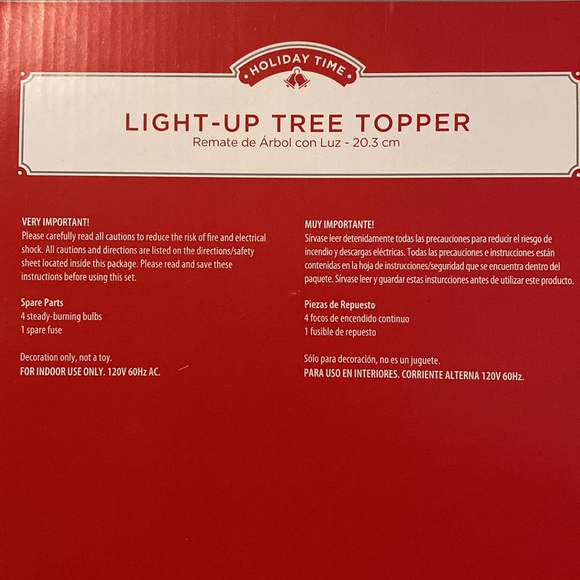 HOLIDAY TIME
LIGHT-UP TREE TOPPER
Remate de Árbol con Luz - 20.3 cm
VERY IMPORTANT!
Please carefully read all cautions to reduce the risk of fire and electrical
shock. All cautions and directions are listed on the directions/safety
sheet located inside this package. Please read and save these
instructions before using this set.
Spare Parts
4 steady-burning bulbs
1 spare fuse
Decoration only, not a toy.
FOR INDOOR USE ONLY. 120V 60Hz AC.
MUY IMPORTANTE!
Sírvase leer detenidamente todas las precauciones para reducir el riesgo de
incendio y descargas eléctricas. Todas las precauciones e instrucciones están
contenidas en la hoja de instrucciones/seguridad que se encuentra dentro del
paquete. Sírvase leer y guardar estas insturcciones antes de utilizar este producto.
Piezas de Repuesto
4 focos de encendido continuo
1 fusible de repuesto
Sólo para decoración, no es un juguete.
PARA USO EN INTERIORES. CORRIENTE ALTERNA 120V 60Hz.